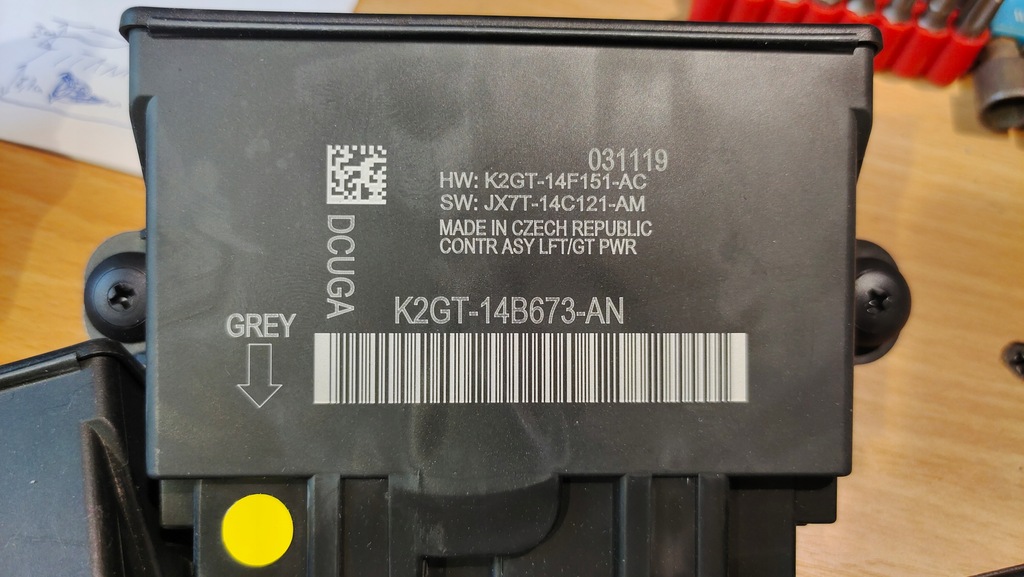 031119
HW: K2GT-14F151-AC
SW: JX7T-14C121-AM
MADE IN CZECH REPUBLIC
CONTR ASY LFT/GT PWR
DCUGA
K2GT-14B673-AN
GREY